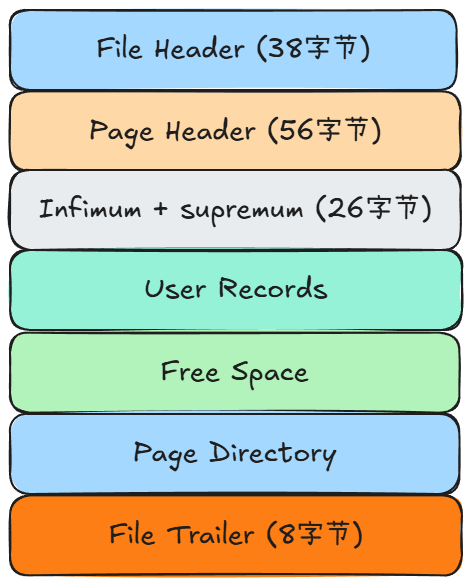 File Header (38字节)
Page Header (56字节)
Infimum + supremum (26字节)
User Records
Free Space
Page Directory
File Trailer (8字节)